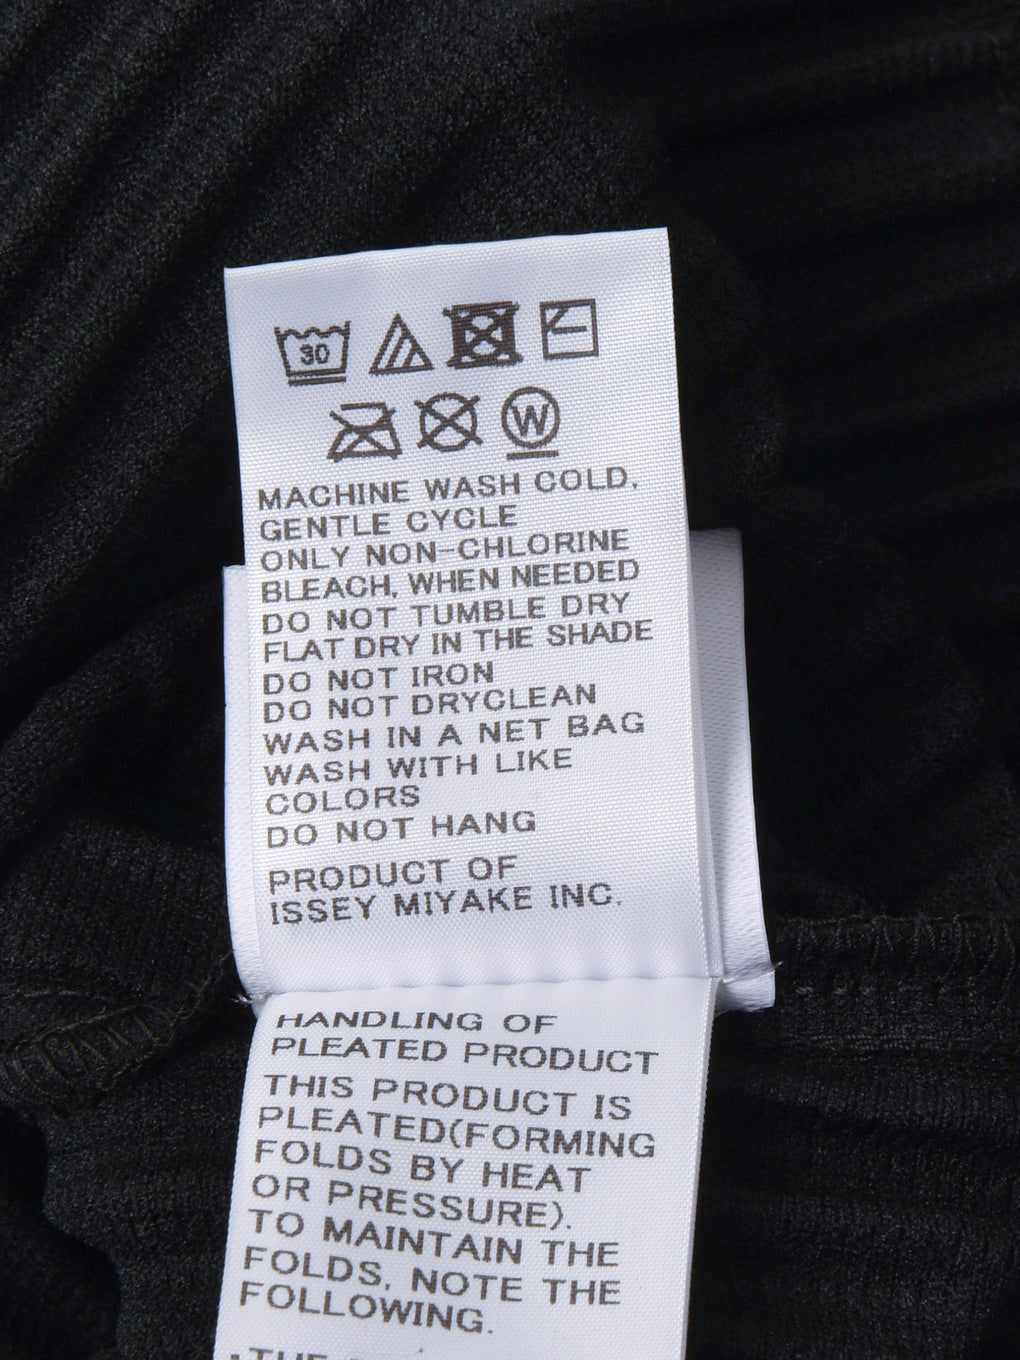 30
W
MACHINE WASH COLD,
GENTLE CYCLE
ONLY NON-CHLORINE
BLEACH, WHEN NEEDED
DO NOT TUMBLE DRY
FLAT DRY IN THE SHADE
DO NOT IRON
DO NOT DRYCLEAN
WASH IN A NET BAG
WASH WITH LIKE
COLORS
DO NOT HANG
PRODUCT OF
ISSEY MIYAKE INC.
HANDLING OF
PLEATED PRODUCT
THIS PRODUCT IS
PLEATED(FORMING
FOLDS BY HEAT
OR PRESSURE).
TO MAINTAIN THE
FOLDS, NOTE THE
FOLLOWING.
・THE